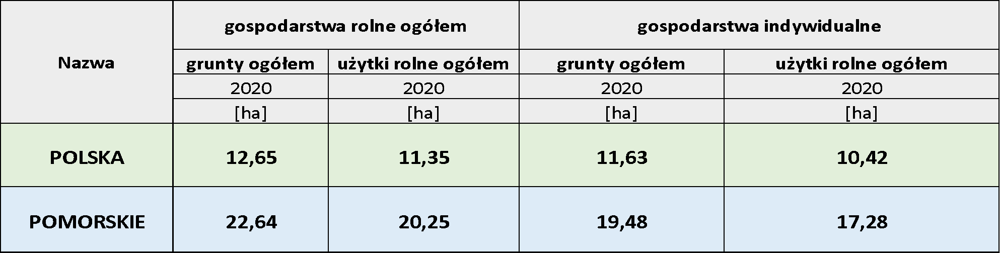 Nazwa
gospodarstwa rolne ogółem
gospodarstwa indywidualne
grunty ogółem
użytki rolne ogółem
grunty ogółem
użytki rolne ogółem
2020
2020
2020
2020
[ha]
[ha]
[ha]
[ha]
POLSKA
12,65
11,35
11,63
10,42
POMORSKIE
22,64
20,25
19,48
17,28